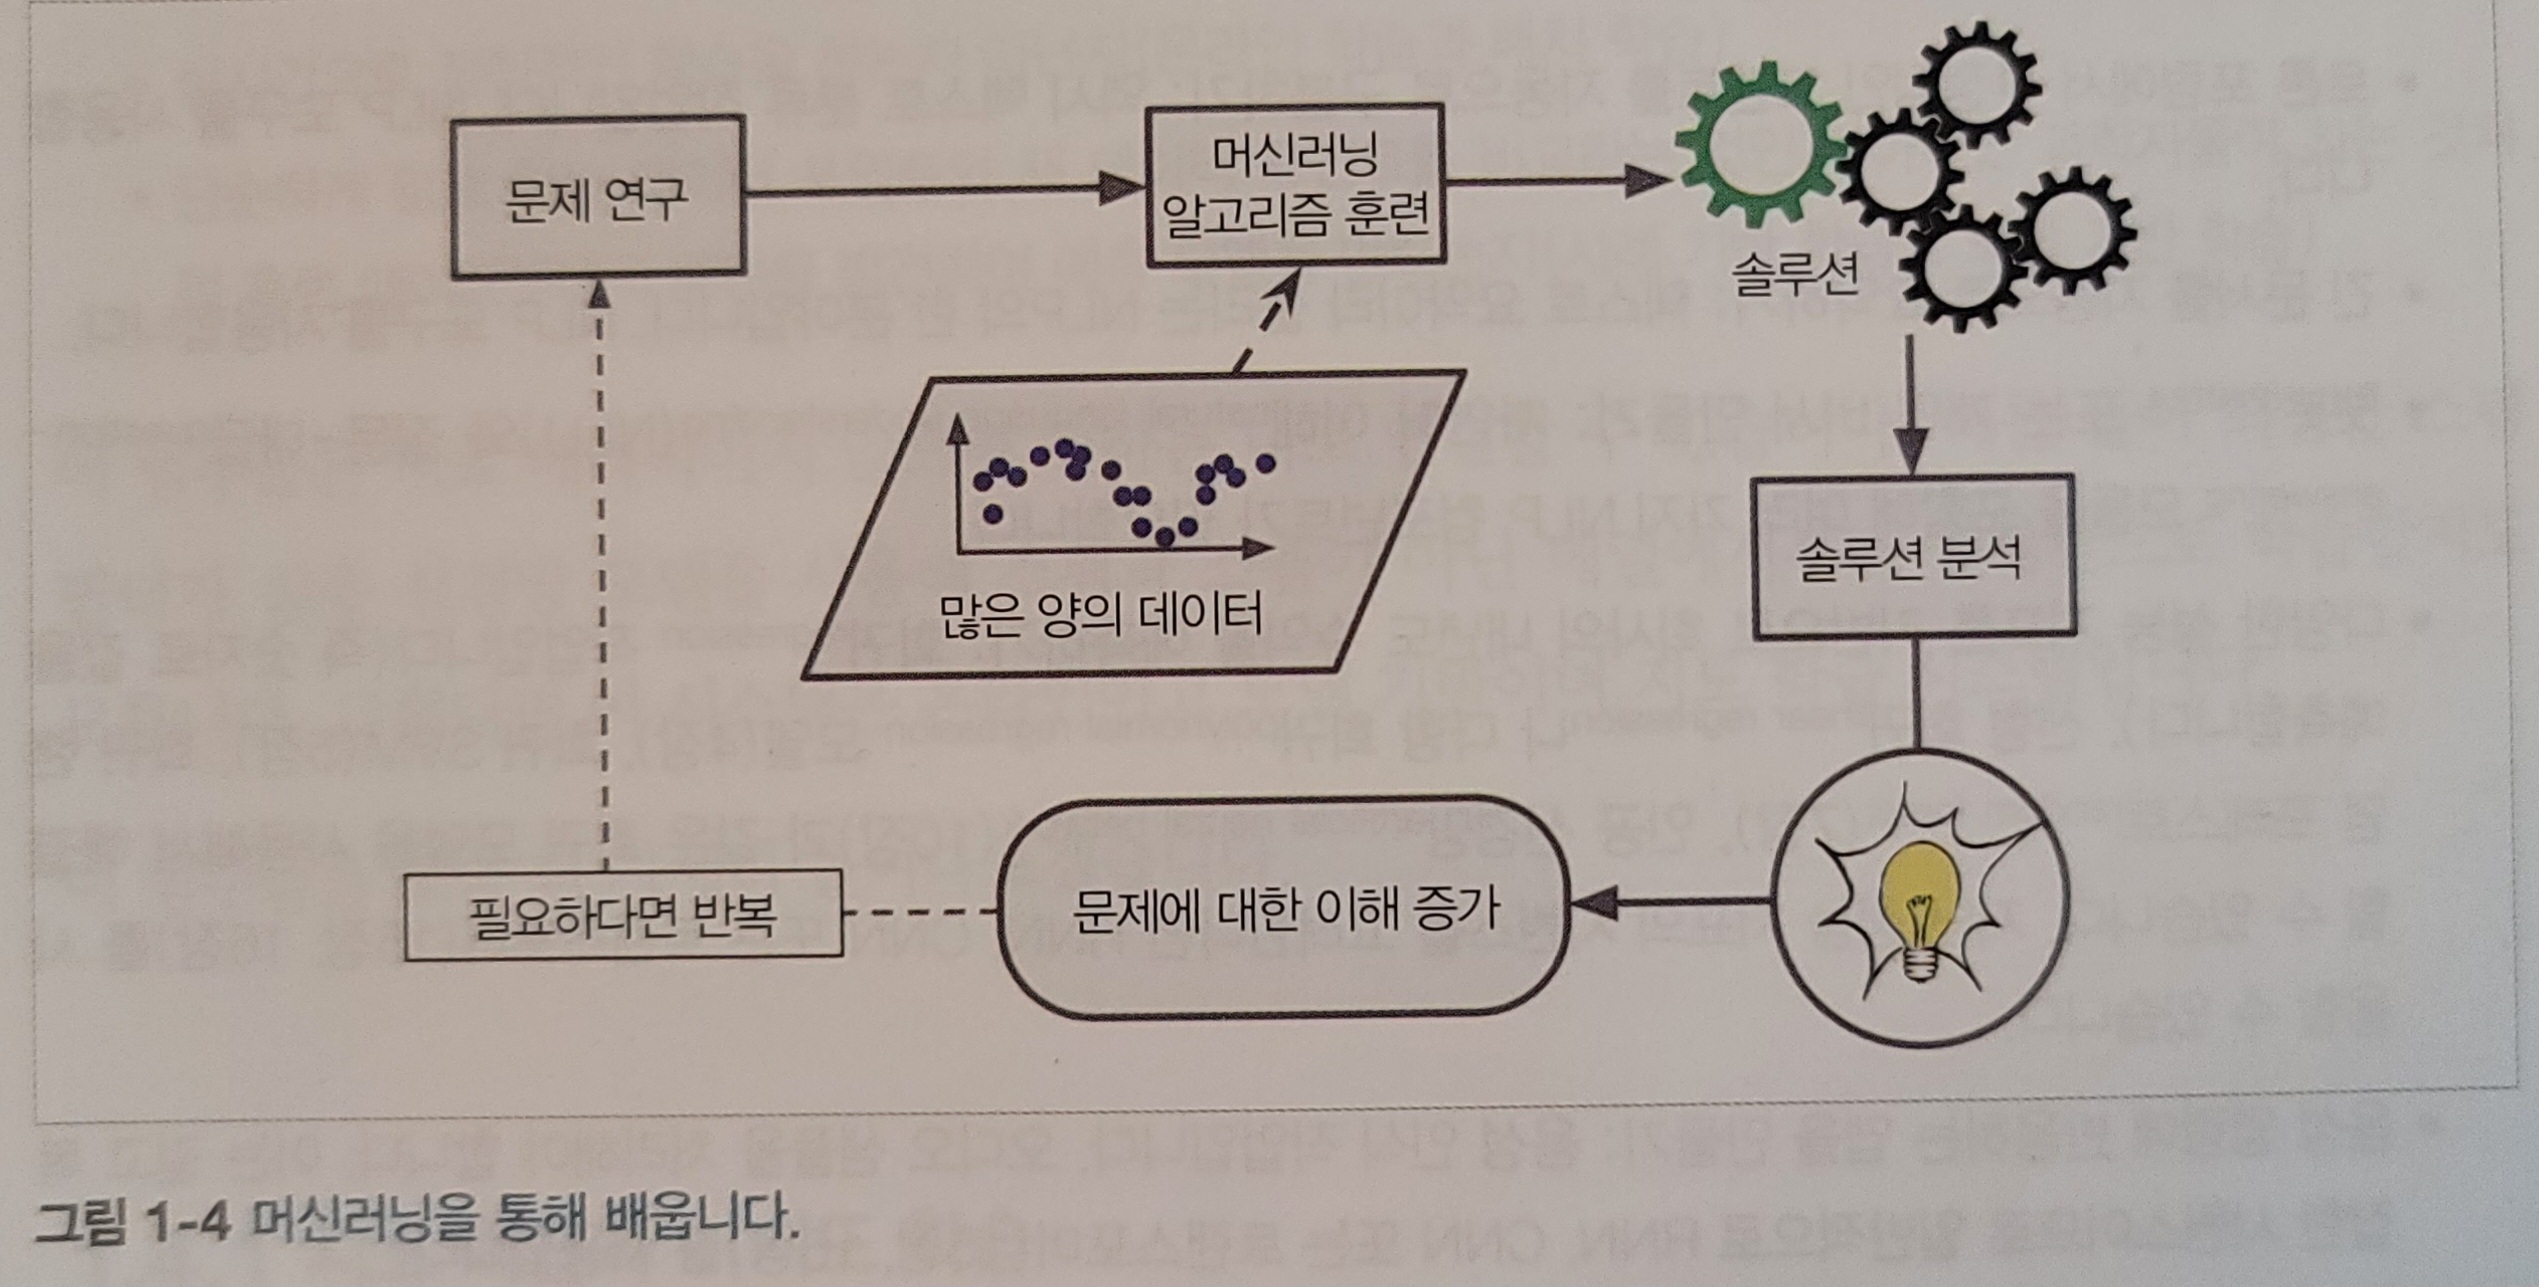 문제 연구
머신러닝
알고리즘 훈련
솔루션
많은 양의 데이터
솔루션 분석
문제에 대한 이해 증가
필요하다면 반복
그림 1-4 머신러닝을 통해 배웁니다.